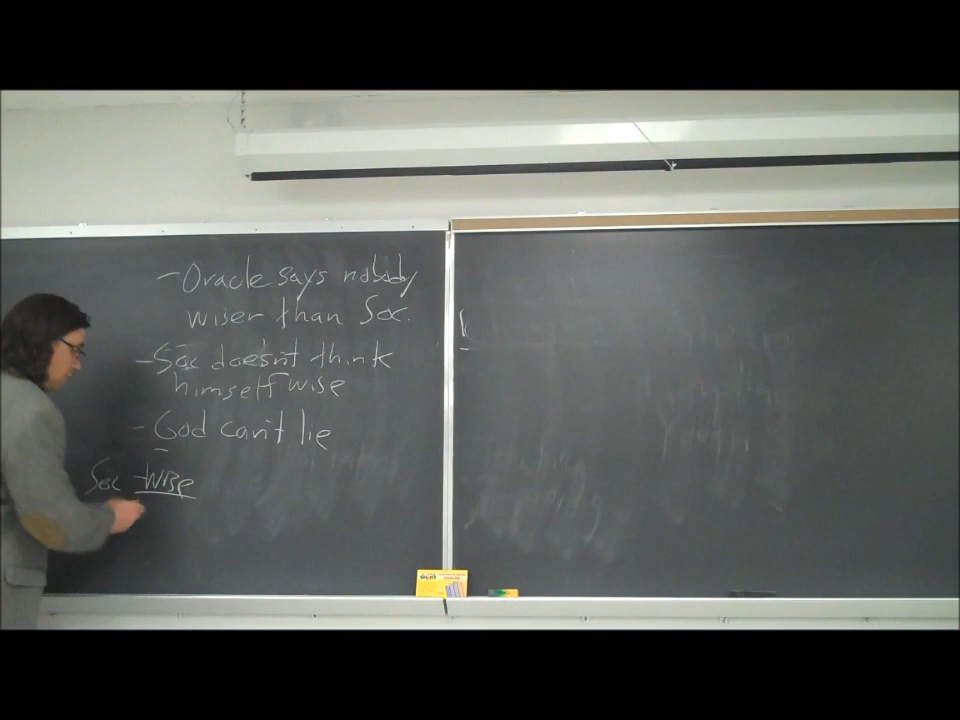 - Oracle says nobody
wiser than Soc.
- Soc doesn't think
himself wise
- God can't lie
Soc - Wise